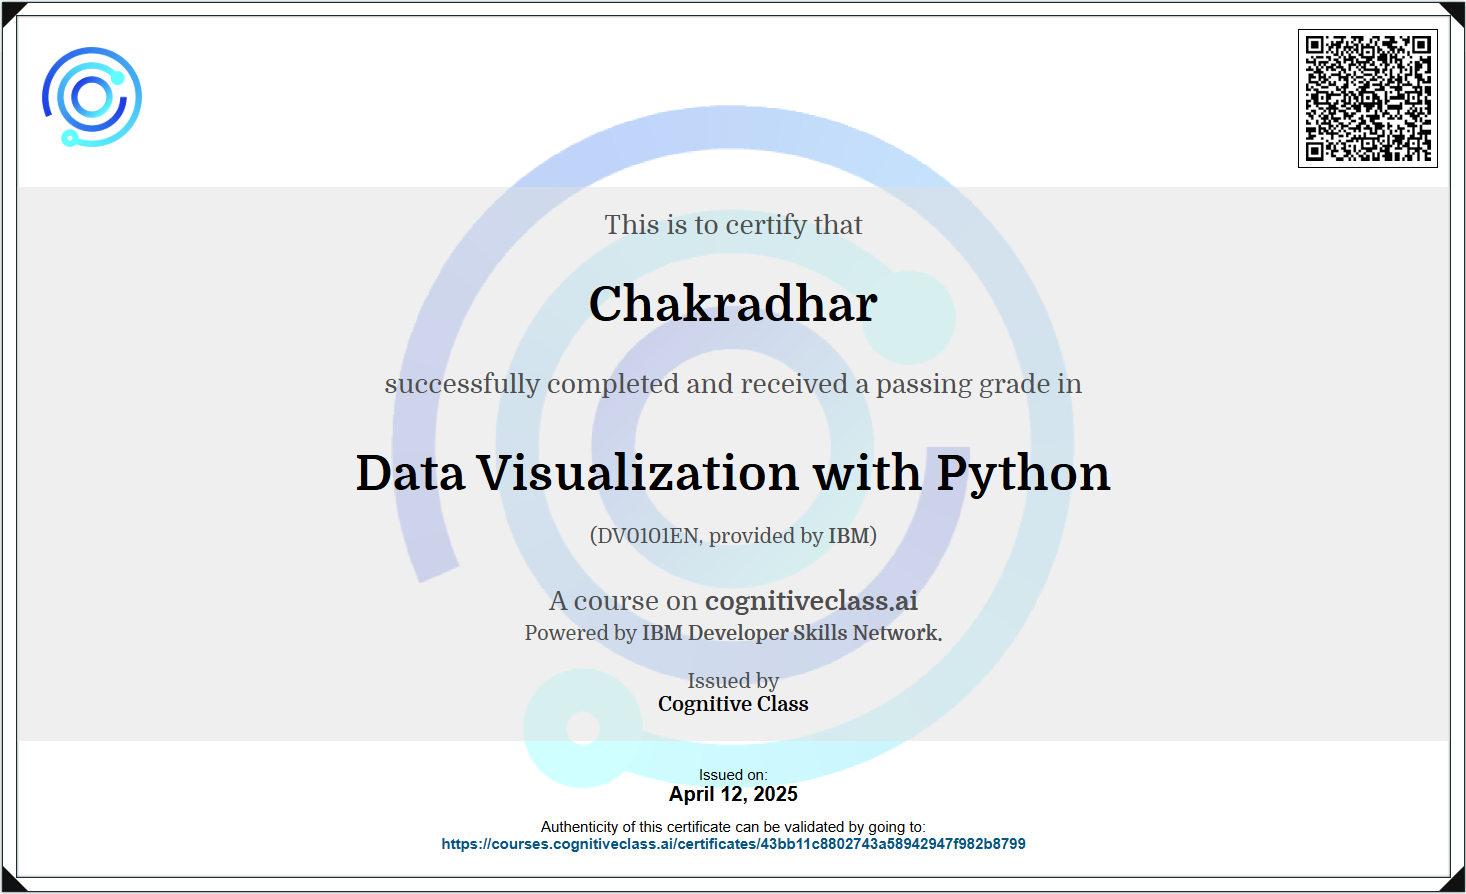 This is to certify that
Chakradhar
successfully completed and received a passing grade in
Data Visualization with Python
(DV0101EN, provided by IBM)
A course on cognitiveclass.ai
Powered by IBM Developer Skills Network.
Issued by
Cognitive Class
Issued on:
April 12, 2025
Authenticity of this certificate can be validated by going to:
https://courses.cognitiveclass.ai/certificates/43bb11c8802743a58942947f982b8799